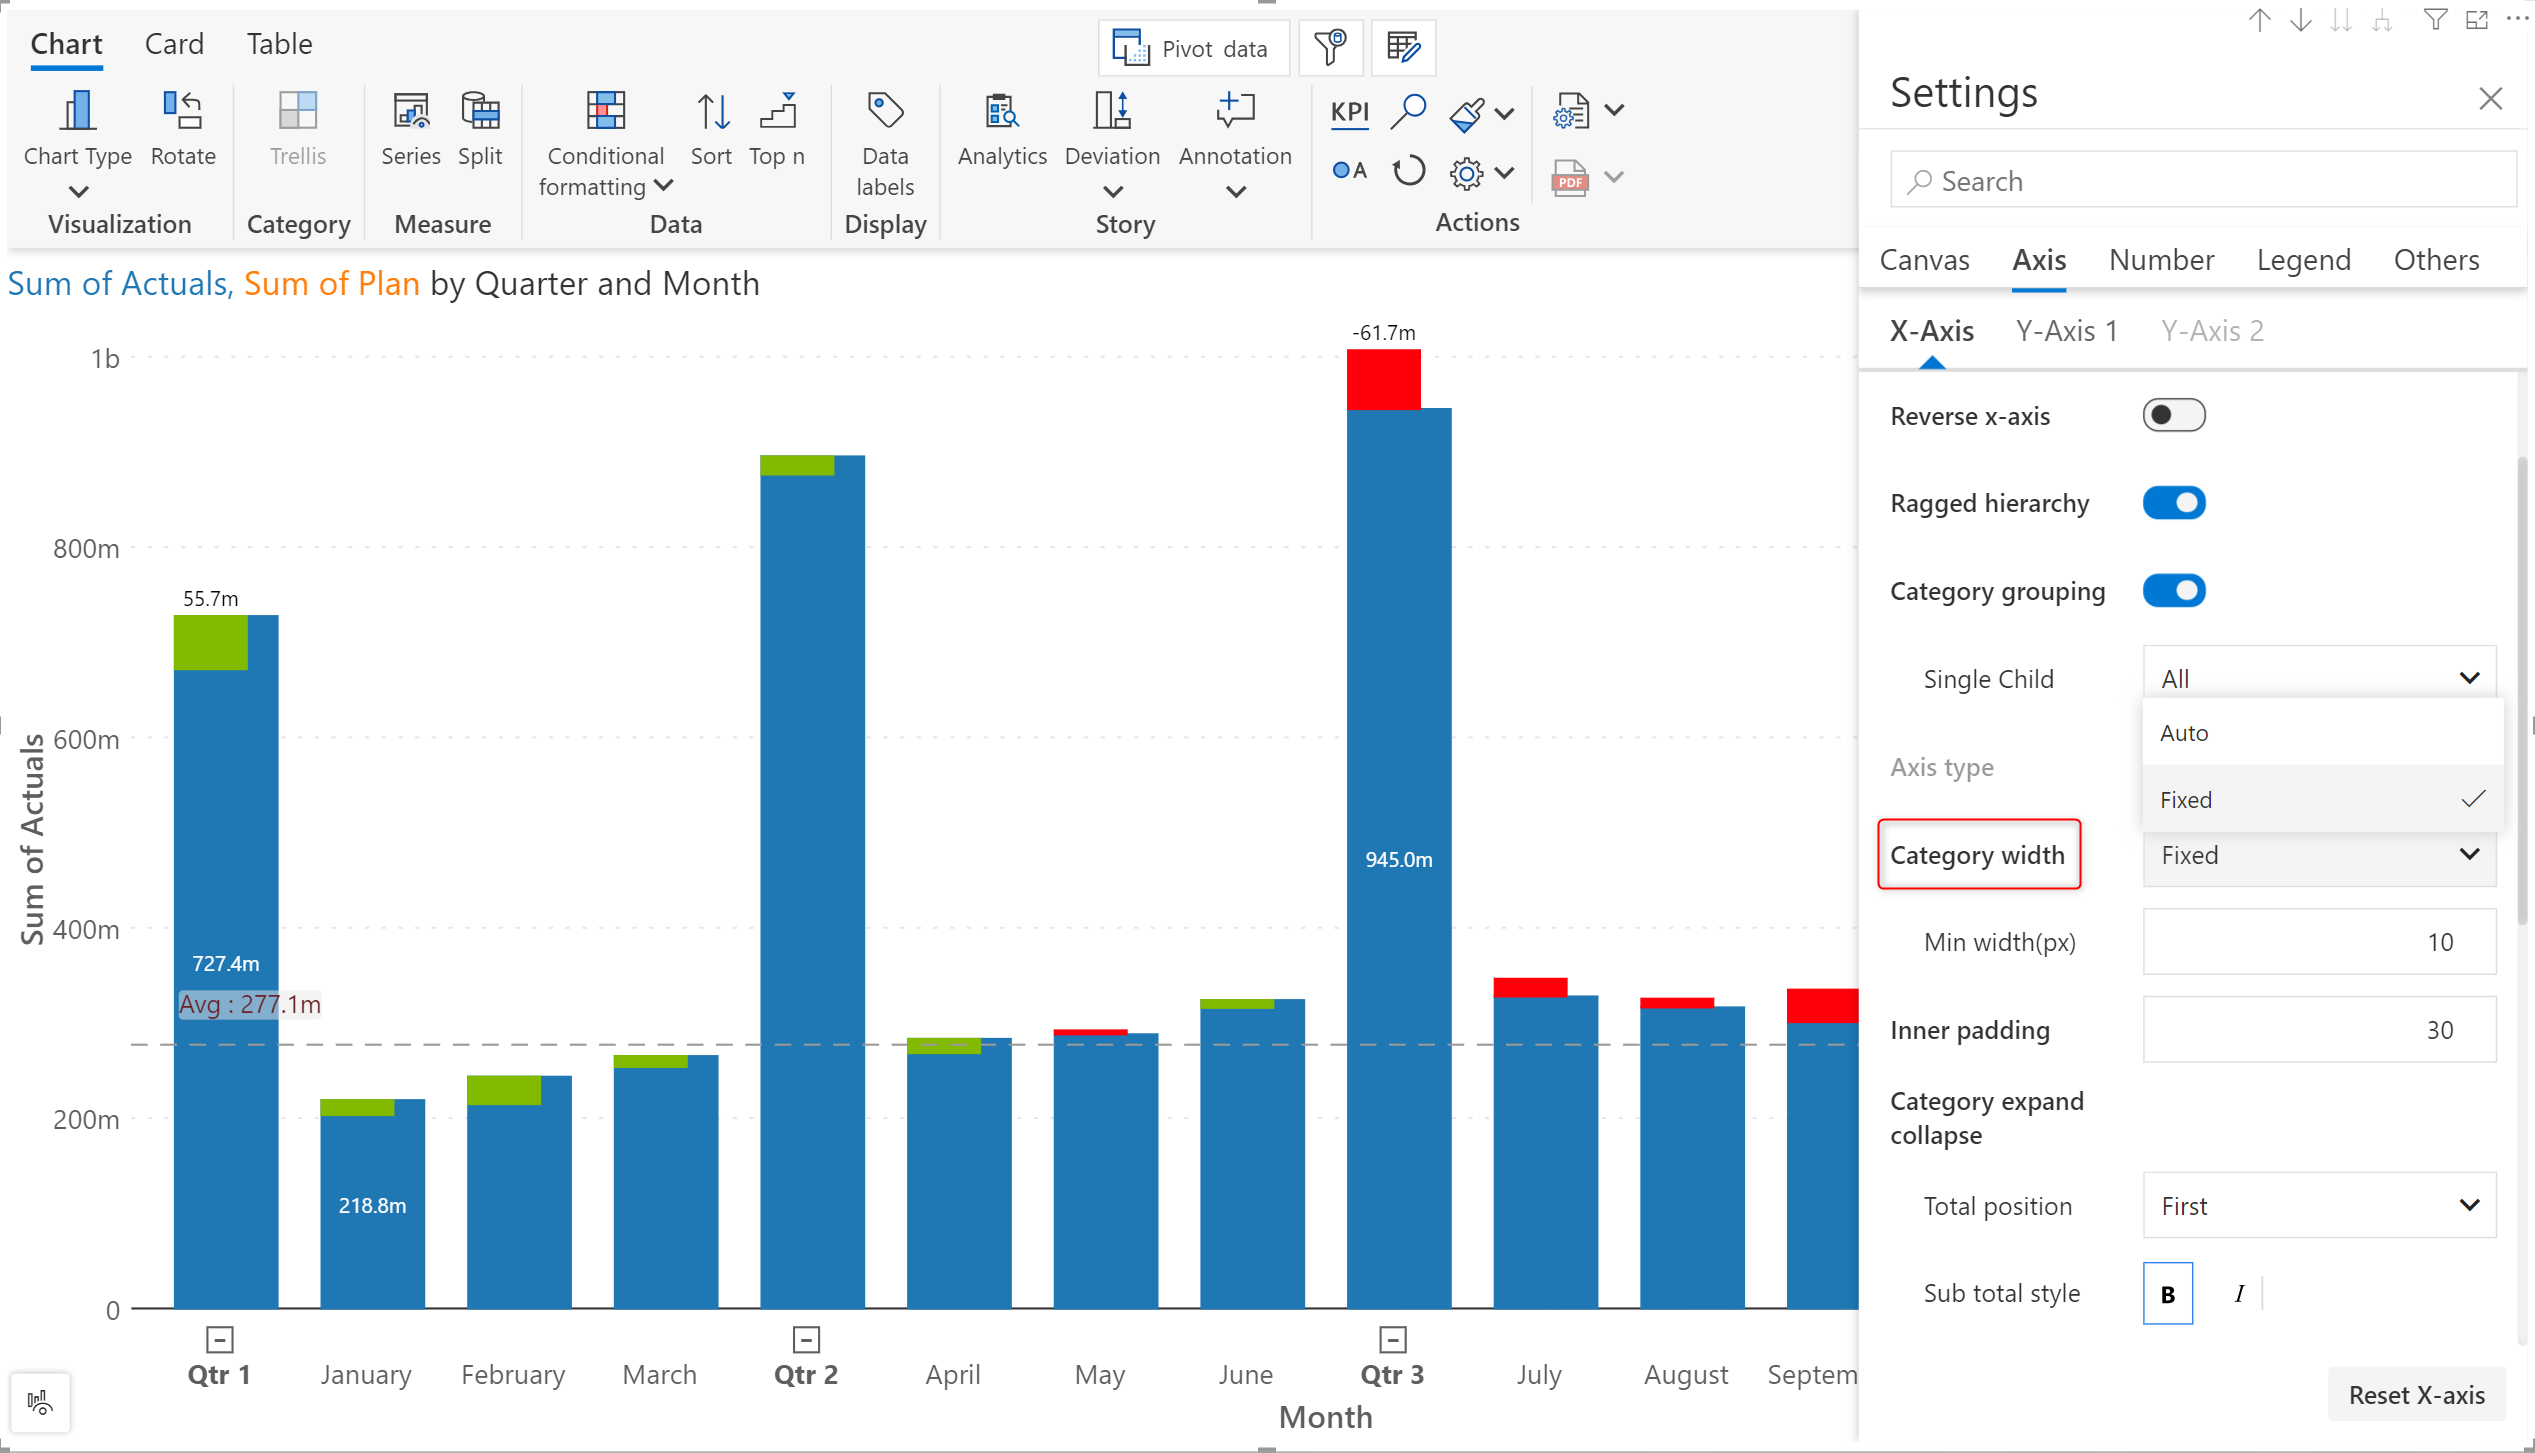 Chart Card Table
Pivot data
Chart Type Rotate Trellis Series Split Conditional formatting Sort Top n Data labels Analytics Deviation Annotation KPI A PDF
Visualization Category Measure Data Display Story Actions
Sum of Actuals, Sum of Plan by Quarter and Month
Sum of Actuals
1b
800m
600m
400m
200m
0
55.7m
727.4m
Avg : 277.1m
218.8m
-61.7m
945.0m
Qtr 1 January February March Qtr 2 April May June Qtr 3 July August Septem
Month
Settings
Search
Canvas Axis Number Legend Others
X-Axis Y-Axis 1 Y-Axis 2
Reverse x-axis
Ragged hierarchy
Category grouping
Single Child All
Auto
Axis type
Fixed
Category width Fixed
Min width(px) 10
Inner padding 30
Category expand
collapse
Total position First
Sub total style B I
Reset X-axis